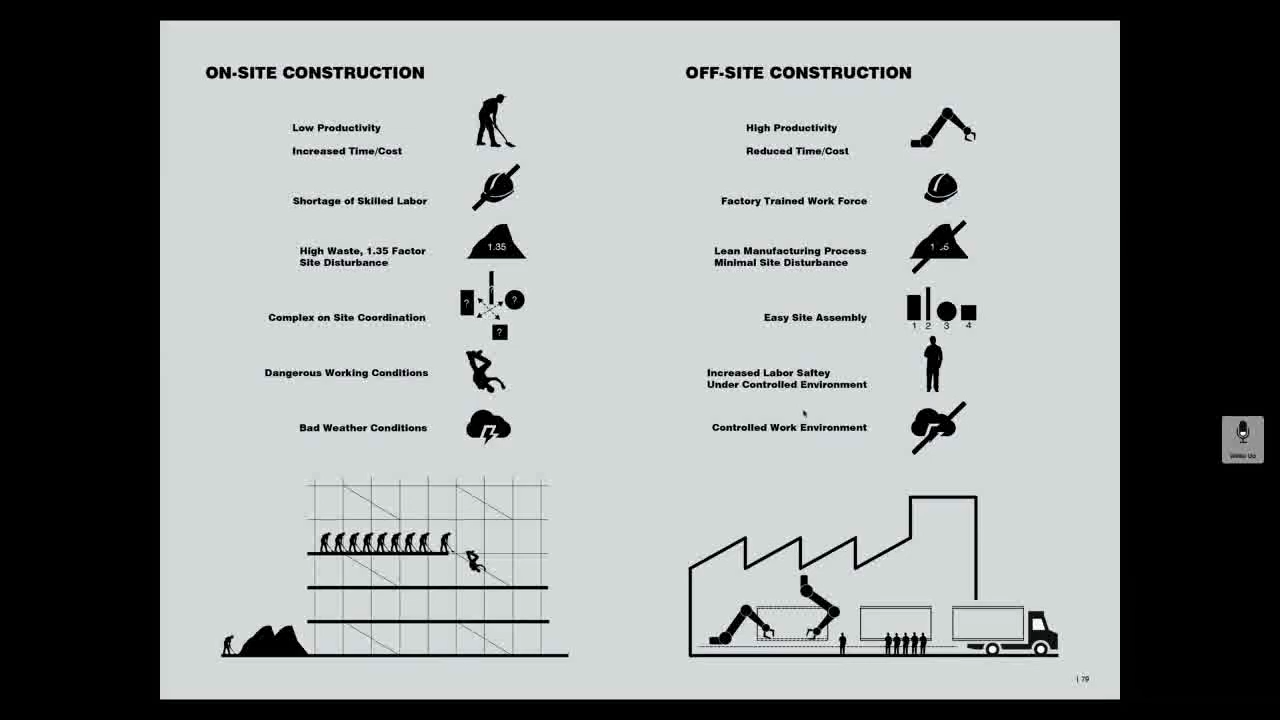 ON-SITE CONSTRUCTION
Low Productivity
Increased Time/Cost
Shortage of Skilled Labor
High Waste, 1.35 Factor
Site Disturbance
1.35
Complex on Site Coordination
?
?
?
Dangerous Working Conditions
Bad Weather Conditions
OFF-SITE CONSTRUCTION
High Productivity
Reduced Time/Cost
Factory Trained Work Force
Lean Manufacturing Process
Minimal Site Disturbance
Easy Site Assembly
1 2 3 4
Increased Labor Saftey
Under Controlled Environment
Controlled Work Environment
| 79